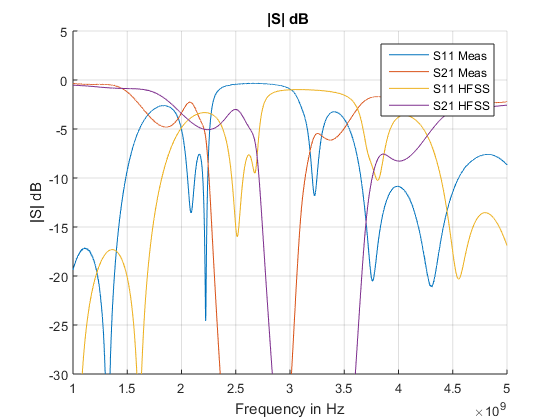 |S| dB
5
0
-5
-10
-15
-20
-25
-30
|S| dB
S11 Meas
S21 Meas
S11 HFSS
S21 HFSS
1 1.5 2 2.5 3 3.5 4 4.5 5
Frequency in Hz
×10⁹